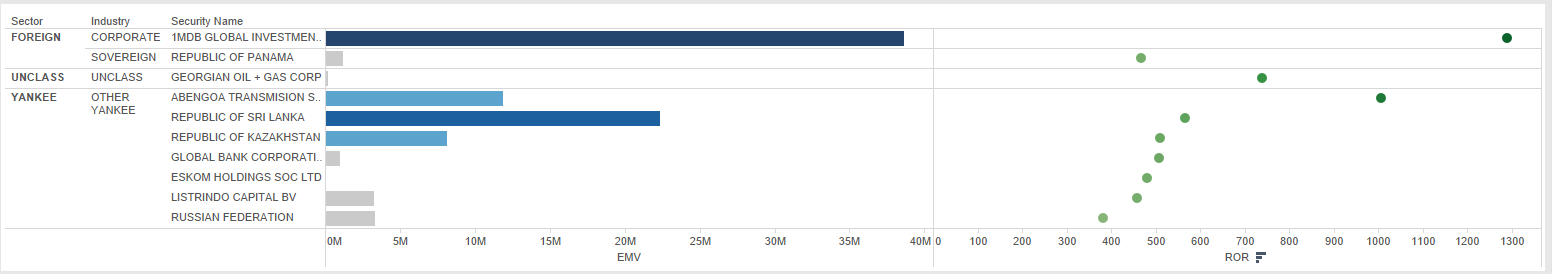 Sector Industry Security Name
FOREIGN CORPORATE 1MDB GLOBAL INVESTMEN..
SOVEREIGN REPUBLIC OF PANAMA
UNCLASS UNCLASS GEORGIAN OIL + GAS CORP
YANKEE OTHER ABENGOA TRANSMISION S..
YANKEE
REPUBLIC OF SRI LANKA
REPUBLIC OF KAZAKHSTAN
GLOBAL BANK CORPORATI..
ESKOM HOLDINGS SOC LTD
LISTRINDO CAPITAL BV
RUSSIAN FEDERATION
0M 5M 10M 15M 20M 25M 30M 35M 40M 0 100 200 300 400 500 600 700 800 900 1000 1100 1200 1300
EMV ROR